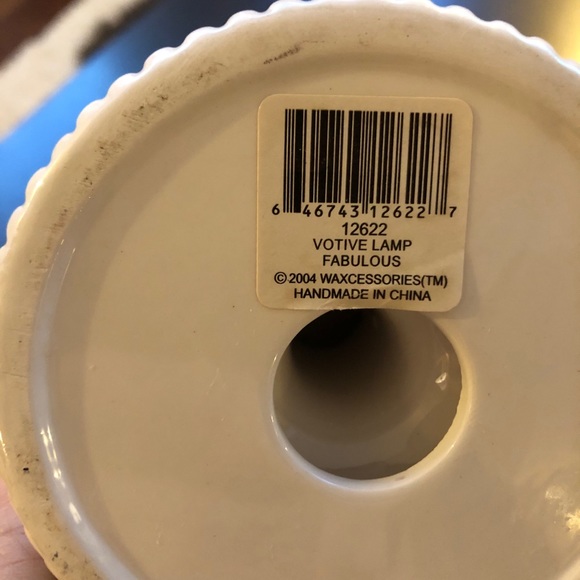 6 46743 12622 7
12622
VOTIVE LAMP
FABULOUS
© 2004 WAXCESSORIES(TM)
HANDMADE IN CHINA